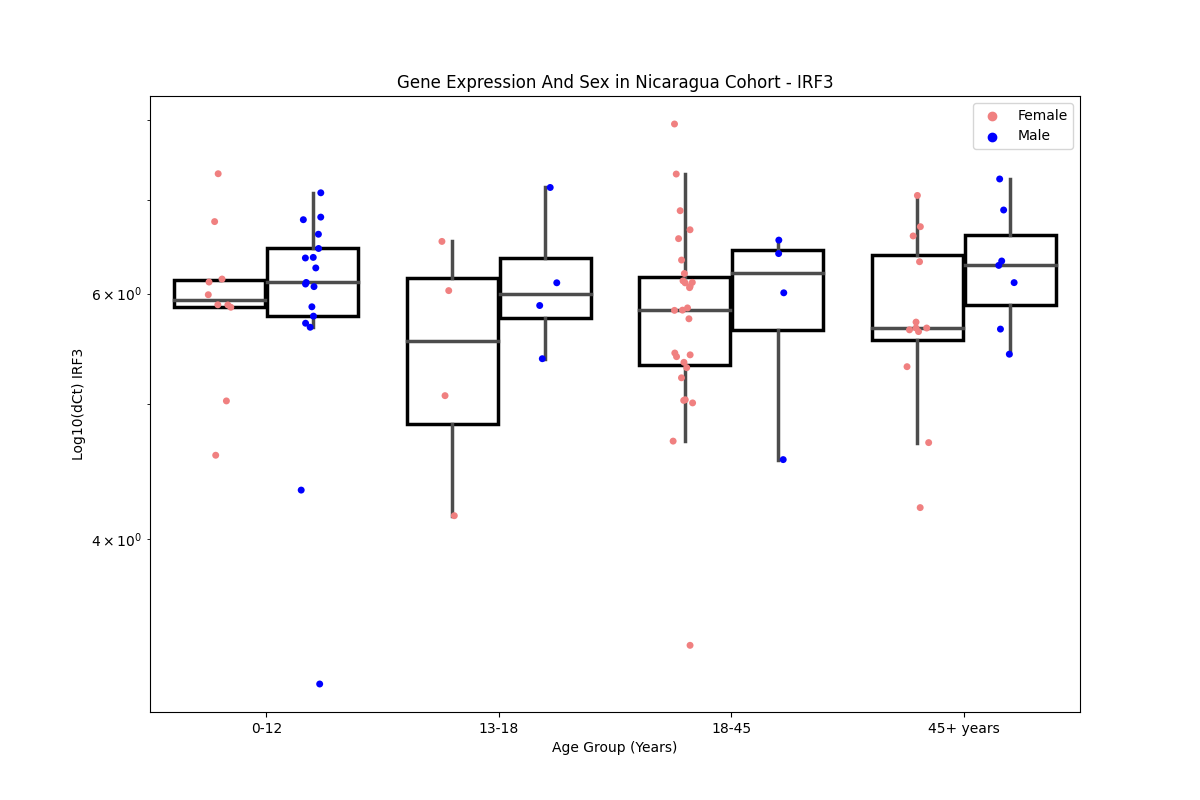 Gene Expression And Sex in Nicaragua Cohort - IRF3
Female
Male
Log10(dCt) IRF3
6 × 10⁰
4 × 10⁰
0-12
13-18
18-45
45+ years
Age Group (Years)